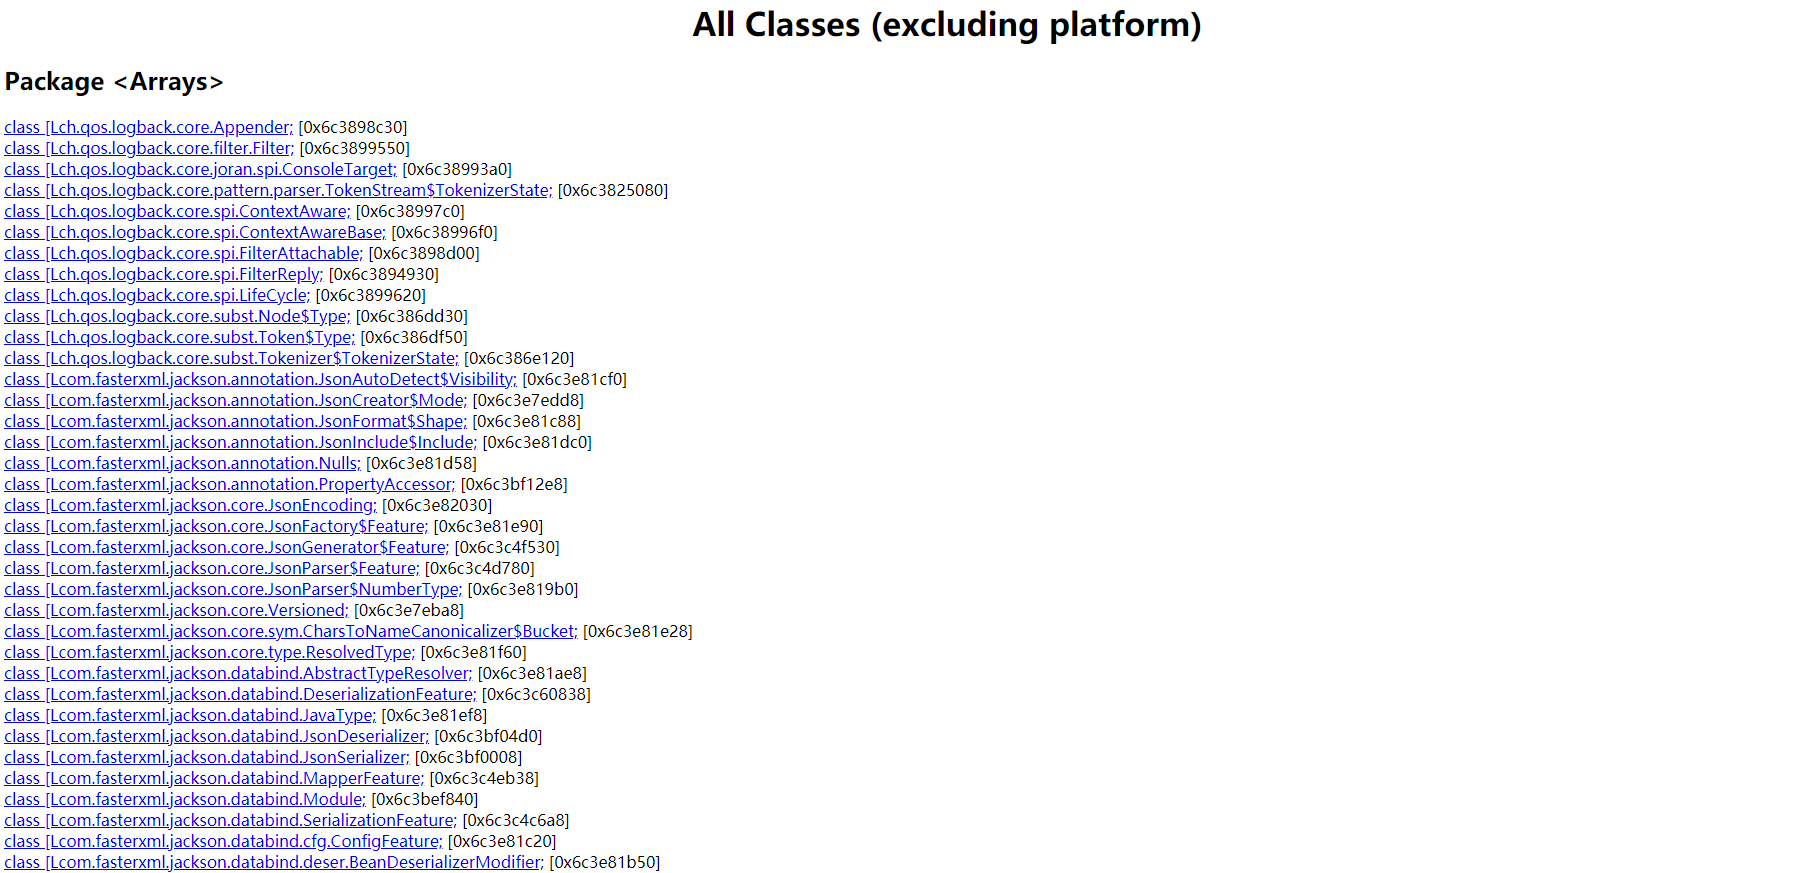 All Classes (excluding platform)
Package <Arrays>
class [Lch.qos.logback.core.Appender; [0x6c3898c30]
class [Lch.qos.logback.core.filter.Filter; [0x6c3899550]
class [Lch.qos.logback.core.joran.spi.ConsoleTarget; [0x6c38993a0]
class [Lch.qos.logback.core.pattern.parser.TokenStream$TokenizerState; [0x6c3825080]
class [Lch.qos.logback.core.spi.ContextAware; [0x6c38997c0]
class [Lch.qos.logback.core.spi.ContextAwareBase; [0x6c38996f0]
class [Lch.qos.logback.core.spi.FilterAttachable; [0x6c3898d00]
class [Lch.qos.logback.core.spi.FilterReply; [0x6c3894930]
class [Lch.qos.logback.core.spi.LifeCycle; [0x6c3899620]
class [Lch.qos.logback.core.subst.Node$Type; [0x6c386dd30]
class [Lch.qos.logback.core.subst.Token$Type; [0x6c386df50]
class [Lch.qos.logback.core.subst.Tokenizer$TokenizerState; [0x6c386e120]
class [Lcom.fasterxml.jackson.annotation.JsonAutoDetect$Visibility; [0x6c3e81cf0]
class [Lcom.fasterxml.jackson.annotation.JsonCreator$Mode; [0x6c3e7edd8]
class [Lcom.fasterxml.jackson.annotation.JsonFormat$Shape; [0x6c3e81c88]
class [Lcom.fasterxml.jackson.annotation.JsonInclude$Include; [0x6c3e81dc0]
class [Lcom.fasterxml.jackson.annotation.Nulls; [0x6c3e81d58]
class [Lcom.fasterxml.jackson.annotation.PropertyAccessor; [0x6c3bf12e8]
class [Lcom.fasterxml.jackson.core.JsonEncoding; [0x6c3e82030]
class [Lcom.fasterxml.jackson.core.JsonFactory$Feature; [0x6c3e81e90]
class [Lcom.fasterxml.jackson.core.JsonGenerator$Feature; [0x6c3c4f530]
class [Lcom.fasterxml.jackson.core.JsonParser$Feature; [0x6c3c4d780]
class [Lcom.fasterxml.jackson.core.JsonParser$NumberType; [0x6c3e819b0]
class [Lcom.fasterxml.jackson.core.Versioned; [0x6c3e7eba8]
class [Lcom.fasterxml.jackson.core.sym.CharsToNameCanonicalizer$Bucket; [0x6c3e81e28]
class [Lcom.fasterxml.jackson.core.type.ResolvedType; [0x6c3e81f60]
class [Lcom.fasterxml.jackson.databind.AbstractTypeResolver; [0x6c3e81ae8]
class [Lcom.fasterxml.jackson.databind.DeserializationFeature; [0x6c3c60838]
class [Lcom.fasterxml.jackson.databind.JavaType; [0x6c3e81ef8]
class [Lcom.fasterxml.jackson.databind.JsonDeserializer; [0x6c3bf04d0]
class [Lcom.fasterxml.jackson.databind.JsonSerializer; [0x6c3bf0008]
class [Lcom.fasterxml.jackson.databind.MapperFeature; [0x6c3c4eb38]
class [Lcom.fasterxml.jackson.databind.Module; [0x6c3bef840]
class [Lcom.fasterxml.jackson.databind.SerializationFeature; [0x6c3c4c6a8]
class [Lcom.fasterxml.jackson.databind.cfg.ConfigFeature; [0x6c3e81c20]
class [Lcom.fasterxml.jackson.databind.deser.BeanDeserializerModifier; [0x6c3e81b50]